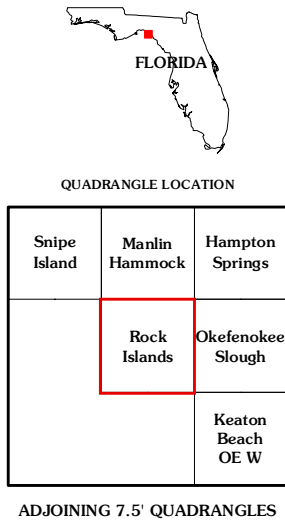 FLORIDA
QUADRANGLE LOCATION
Snipe
Island
Manlin
Hammock
Hampton
Springs
Rock
Islands
Okefenokee
Slough
Keaton
Beach
OE W
ADJOINING 7.5' QUADRANGLES